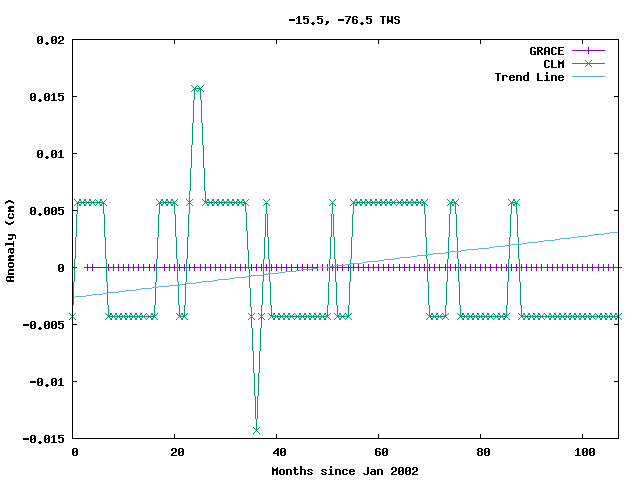 -15.5, -76.5 TWS
GRACE
CLM
Trend Line
0.02
0.015
0.01
0.005
0
-0.005
-0.01
-0.015
Anomaly (cm)
0 20 40 60 80 100
Months since Jan 2002